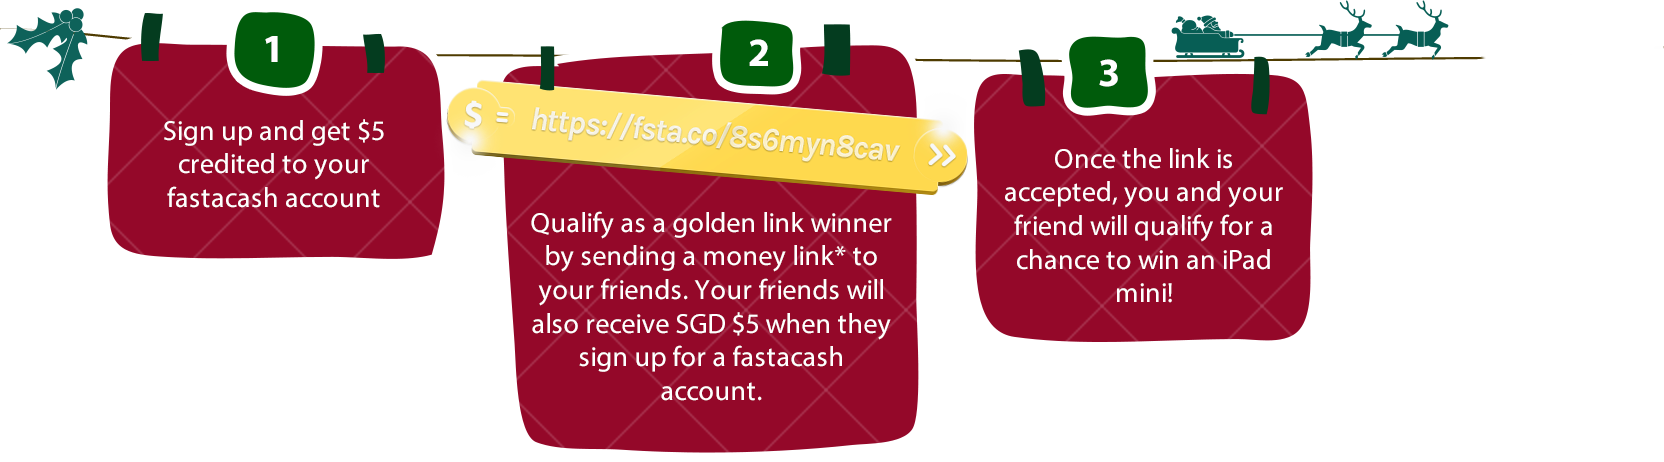 1
Sign up and get $5
credited to your
fastacash account
2
$ = https://fsta.co/8s6myn8cav >>
Qualify as a golden link winner
by sending a money link* to
your friends. Your friends will
also receive SGD $5 when they
sign up for a fastacash
account.
3
Once the link is
accepted, you and your
friend will qualify for a
chance to win an iPad
mini!